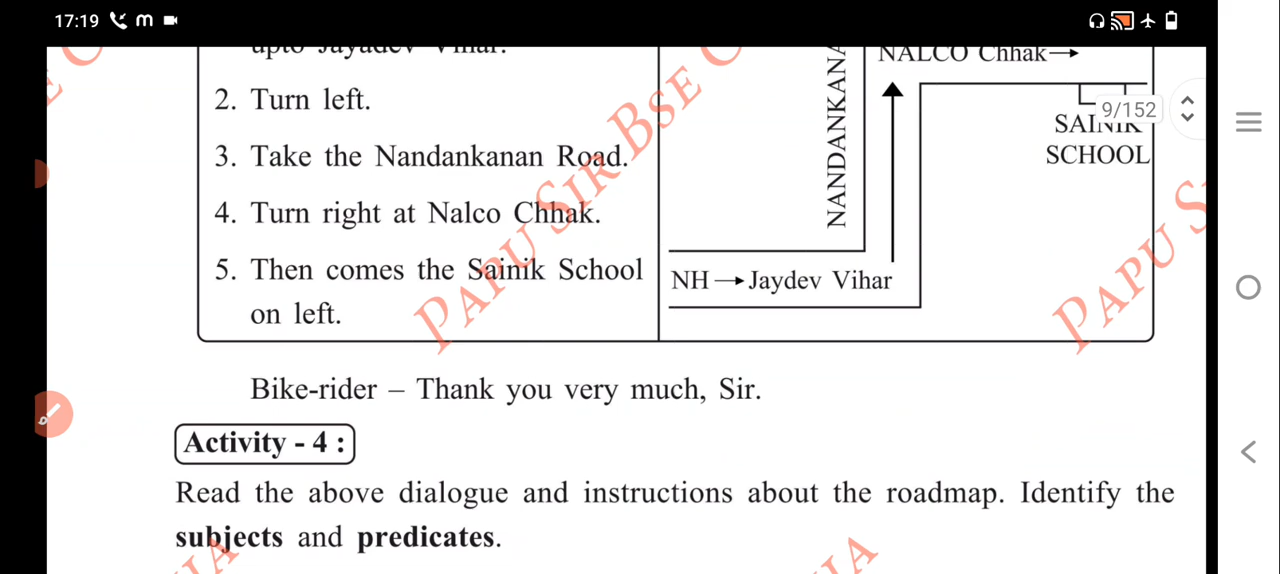 17:19
upto Jayadev Vihar.
2. Turn left.
3. Take the Nandankanan Road.
4. Turn right at Nalco Chhak.
5. Then comes the Sainik School
on left.
NALCO Chhak→
9/152
SAINIK
SCHOOL
NH→Jaydev Vihar
Bike-rider – Thank you very much, Sir.
Activity - 4 :
Read the above dialogue and instructions about the roadmap. Identify the
subjects and predicates.
PAPU SIR BSE
PAPU